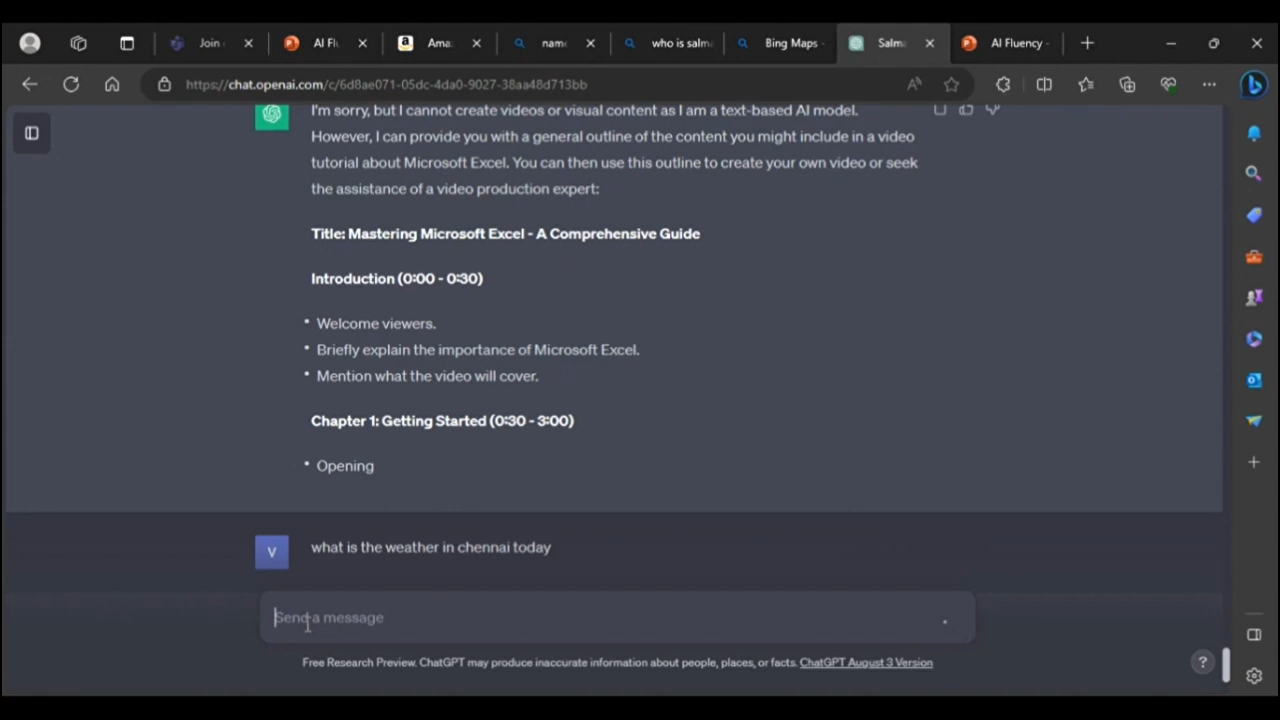 Join
AI Fl
Ama
name
who is salm
Bing Maps
Salm
AI Fluency
https://chat.openai.com/c/6d8ae071-05dc-4da0-9027-38aa48d713bb
I'm sorry, but I cannot create videos or visual content as I am a text-based AI model.
However, I can provide you with a general outline of the content you might include in a video
tutorial about Microsoft Excel. You can then use this outline to create your own video or seek
the assistance of a video production expert:
Title: Mastering Microsoft Excel - A Comprehensive Guide
Introduction (0:00 - 0:30)
• Welcome viewers.
• Briefly explain the importance of Microsoft Excel.
• Mention what the video will cover.
Chapter 1: Getting Started (0:30 - 3:00)
• Opening
V
what is the weather in chennai today
Send a message
Free Research Preview. ChatGPT may produce inaccurate information about people, places, or facts. ChatGPT August 3 Version
?